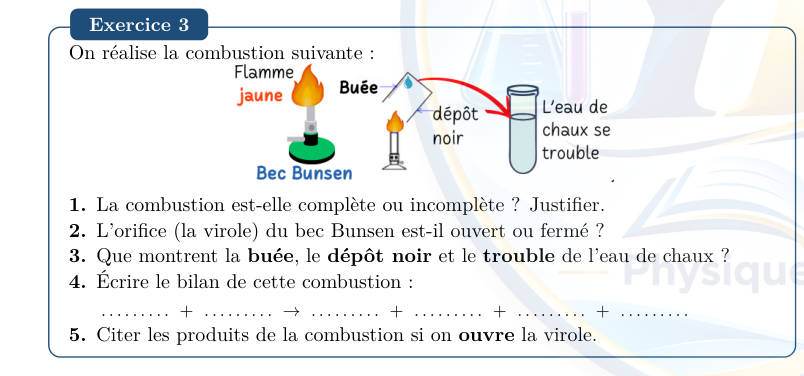 Exercice 3
On réalise la combustion suivante :
Flamme
jaune
Buée
dépôt
noir
L'eau de
chaux se
trouble
Bec Bunsen
1. La combustion est-elle complète ou incomplète ? Justifier.
2. L'orifice (la virole) du bec Bunsen est-il ouvert ou fermé ?
3. Que montrent la buée, le dépôt noir et le trouble de l'eau de chaux ?
Physique
4. Écrire le bilan de cette combustion :
......... + ......... → ......... + ......... + ......... + .........
5. Citer les produits de la combustion si on ouvre la virole.